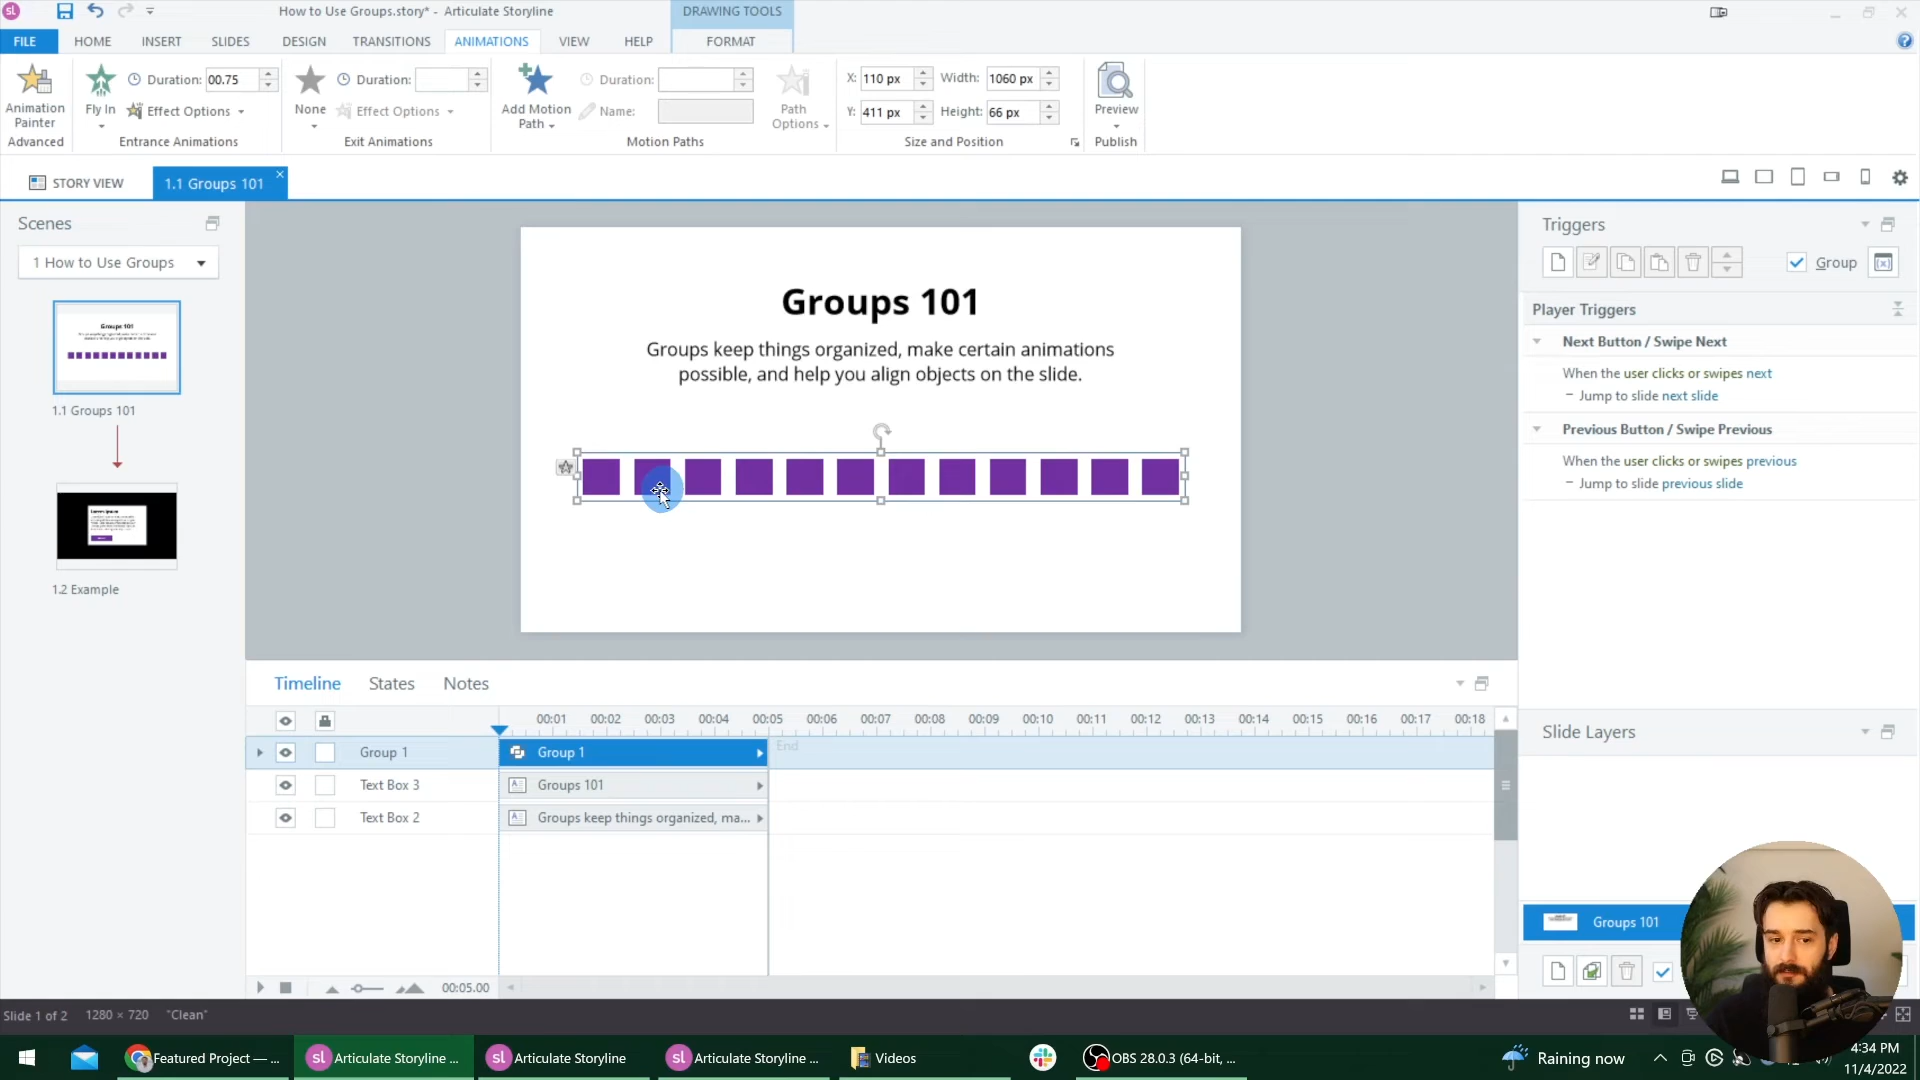 sl
How to Use Groups.story* - Articulate Storyline
DRAWING TOOLS
FILE HOME INSERT SLIDES DESIGN TRANSITIONS ANIMATIONS VIEW HELP FORMAT
Animation Painter
Advanced
Fly In
Duration: 00.75
Effect Options
Entrance Animations
None
Duration:
Effect Options
Exit Animations
Add Motion Path
Duration:
Name:
Path Options
Motion Paths
X: 110 px Width: 1060 px
Y: 411 px Height: 66 px
Size and Position
Preview
Publish
STORY VIEW
1.1 Groups 101
Scenes
1 How to Use Groups
1.1 Groups 101
1.2 Example
Groups 101
Groups keep things organized, make certain animations
possible, and help you align objects on the slide.
Triggers
Group
Player Triggers
Next Button / Swipe Next
When the user clicks or swipes next
- Jump to slide next slide
Previous Button / Swipe Previous
When the user clicks or swipes previous
- Jump to slide previous slide
Timeline States Notes
00:01 00:02 00:03 00:04 00:05 00:06 00:07 00:08 00:09 00:10 00:11 00:12 00:13 00:14 00:15 00:16 00:17 00:18
Group 1 Group 1 End
Text Box 3 Groups 101
Text Box 2 Groups keep things organized, ma...
00:05.00
Slide Layers
Groups 101
Slide 1 of 2 1280 × 720 "Clean"
Featured Project — ...
sl Articulate Storyline ...
sl Articulate Storyline
sl Articulate Storyline ...
Videos
OBS 28.0.3 (64-bit, ...
Raining now
4:34 PM
11/4/2022